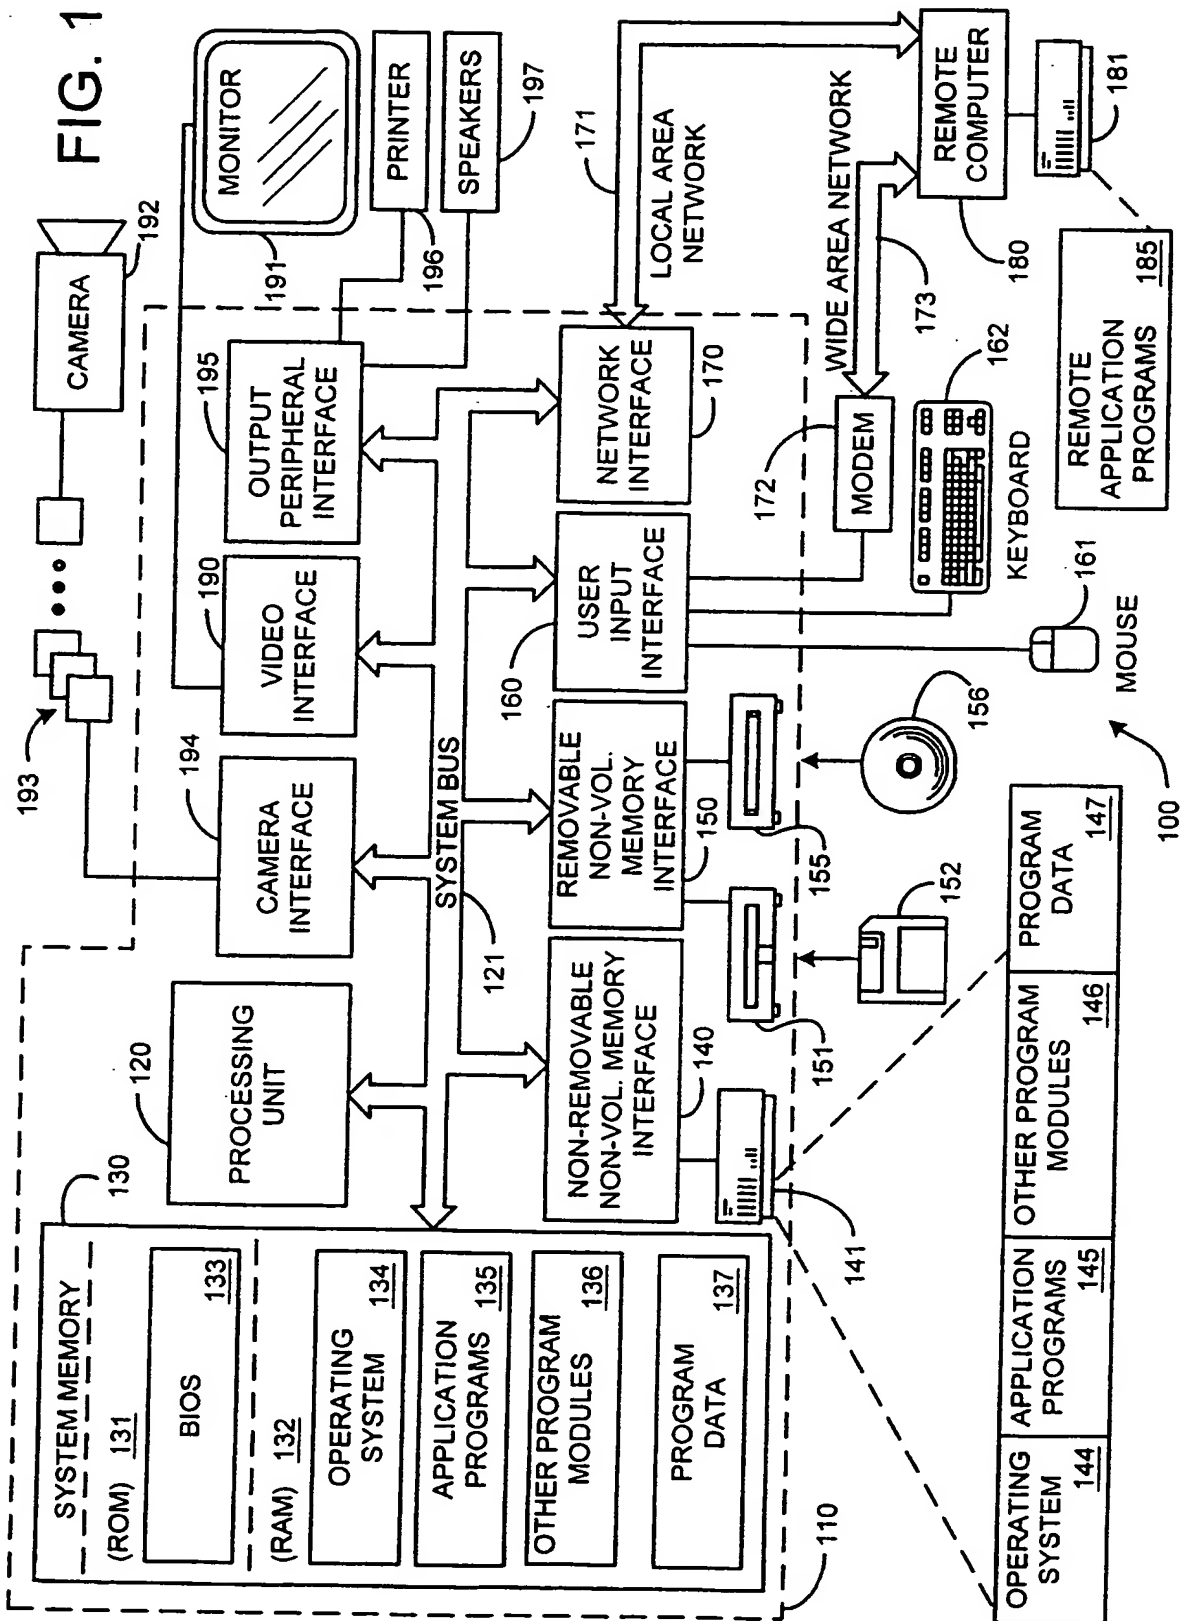 FIG. 1
CAMERA
192
193
MONITOR
191
PRINTER
196
SPEAKERS
197
SYSTEM MEMORY
130
(ROM) 131
BIOS
133
(RAM) 132
OPERATING
SYSTEM 134
APPLICATION
PROGRAMS 135
OTHER PROGRAM
MODULES 136
PROGRAM
DATA 137
110
PROCESSING
UNIT
120
CAMERA
INTERFACE
194
VIDEO
INTERFACE
190
OUTPUT
PERIPHERAL
INTERFACE
195
SYSTEM BUS
121
NON-REMOVABLE
NON-VOL. MEMORY
INTERFACE
140
REMOVABLE
NON-VOL.
MEMORY
INTERFACE
150
USER
INPUT
INTERFACE
160
NETWORK
INTERFACE
170
LOCAL AREA
NETWORK
171
141
151
155
152
156
MODEM
172
WIDE AREA NETWORK
173
MOUSE
161
KEYBOARD
162
REMOTE
COMPUTER
180
181
REMOTE
APPLICATION
PROGRAMS 185
OPERATING
SYSTEM 144
APPLICATION
PROGRAMS 145
OTHER PROGRAM
MODULES 146
PROGRAM
DATA 147
100